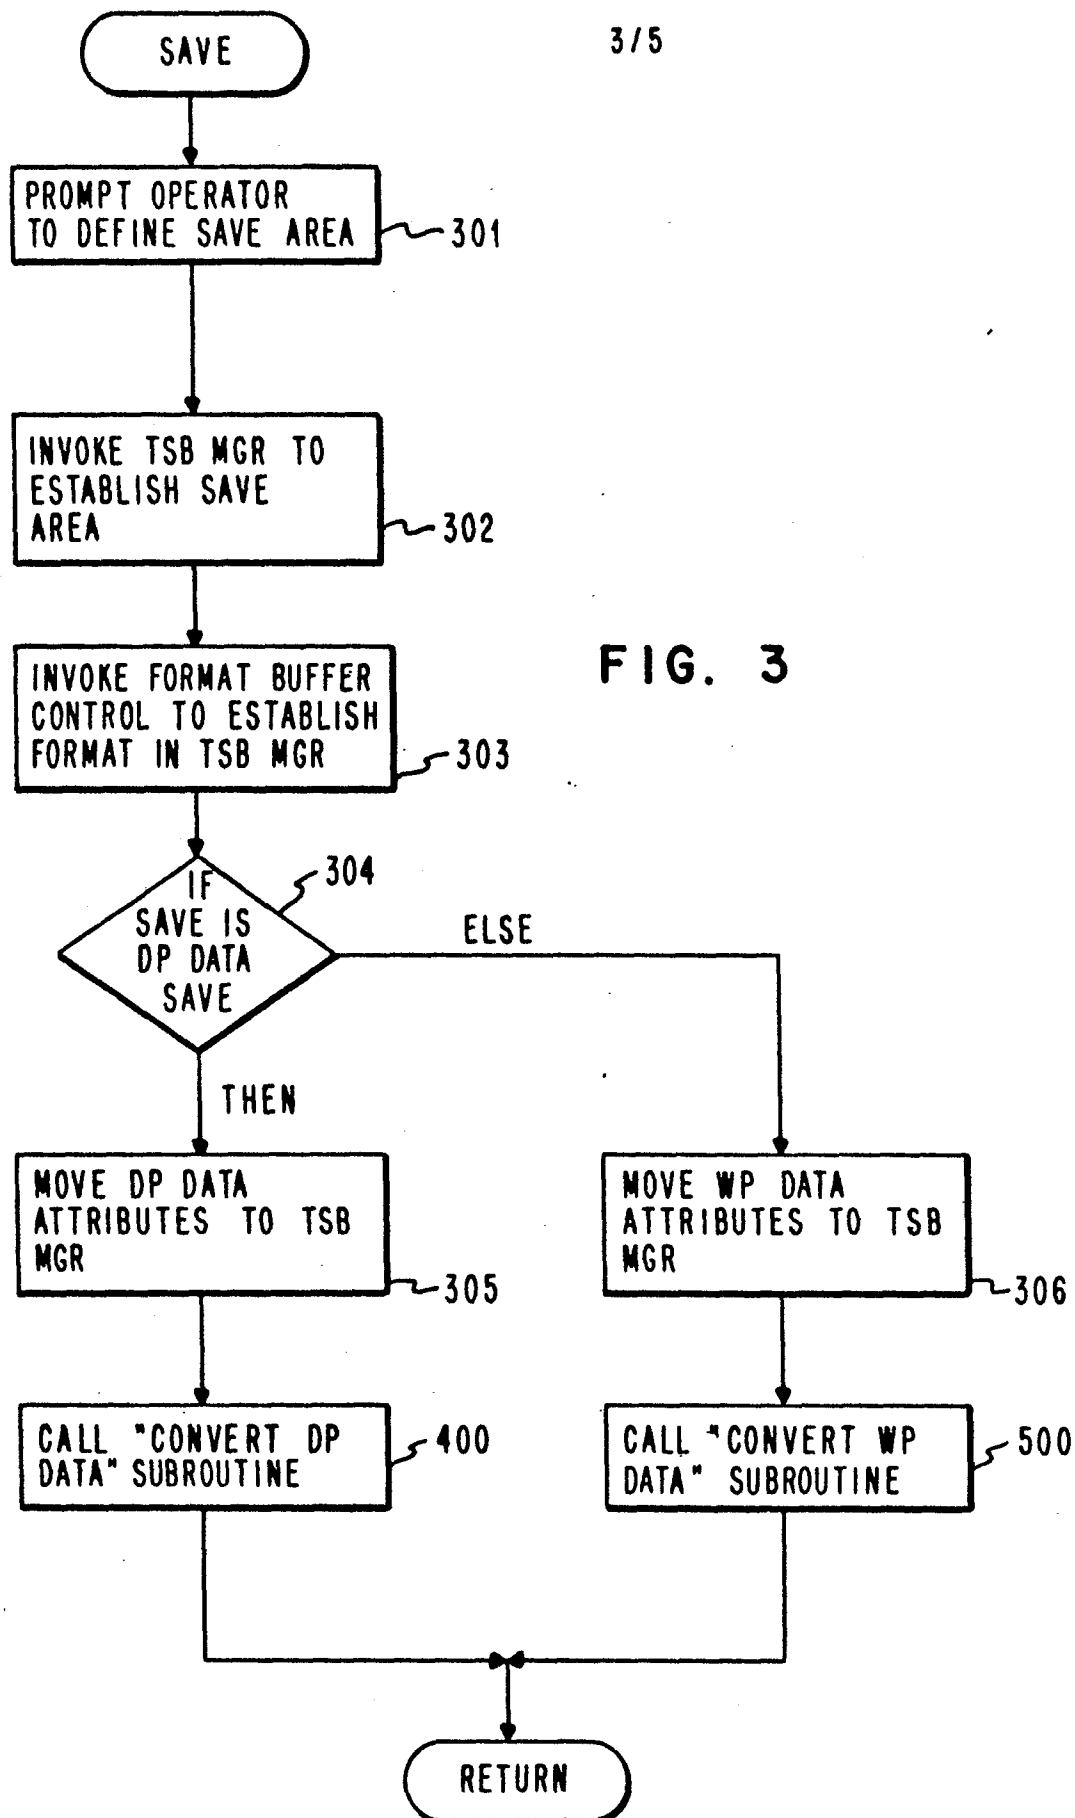 SAVE
3/5
PROMPT OPERATOR
TO DEFINE SAVE AREA
301
INVOKE TSB MGR TO
ESTABLISH SAVE
AREA
302
INVOKE FORMAT BUFFER
CONTROL TO ESTABLISH
FORMAT IN TSB MGR
303
FIG. 3
304
IF
SAVE IS
DP DATA
SAVE
ELSE
THEN
MOVE DP DATA
ATTRIBUTES TO TSB
MGR
305
MOVE WP DATA
ATTRIBUTES TO TSB
MGR
306
CALL "CONVERT DP
DATA" SUBROUTINE
400
CALL "CONVERT WP
DATA" SUBROUTINE
500
RETURN